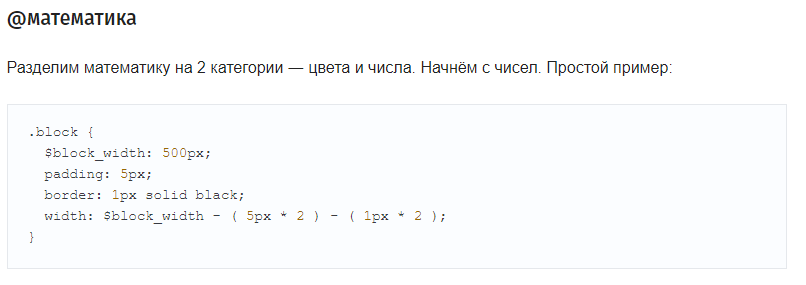 @математика
Разделим математику на 2 категории — цвета и числа. Начнём с чисел. Простой пример:
.block {
  $block_width: 500px;
  padding: 5px;
  border: 1px solid black;
  width: $block_width - ( 5px * 2 ) - ( 1px * 2 );
}